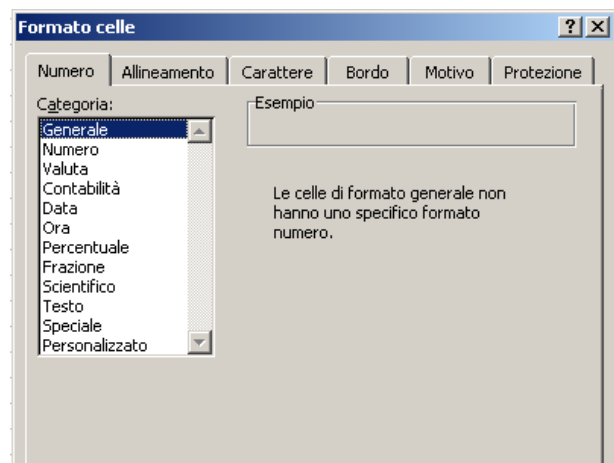 Formato celle
Numero Allineamento Carattere Bordo Motivo Protezione
Categoria:
Generale
Numero
Valuta
Contabilità
Data
Ora
Percentuale
Frazione
Scientifico
Testo
Speciale
Personalizzato
Esempio
Le celle di formato generale non
hanno uno specifico formato
numero.